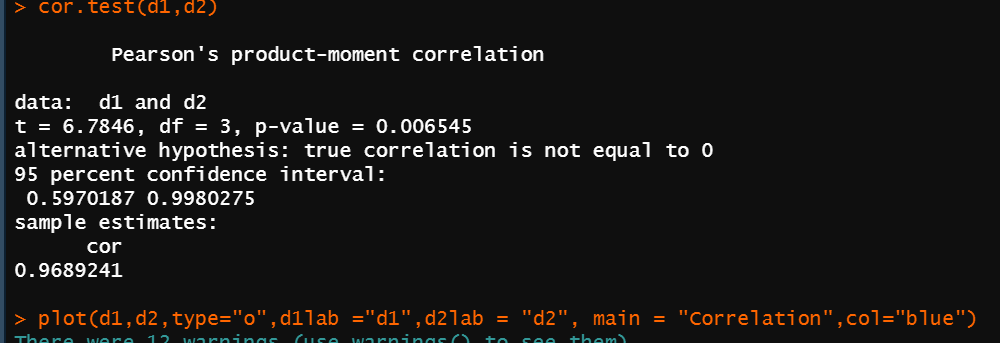 > cor.test(d1,d2)
Pearson's product-moment correlation
data:  d1 and d2
t = 6.7846, df = 3, p-value = 0.006545
alternative hypothesis: true correlation is not equal to 0
95 percent confidence interval:
 0.5970187 0.9980275
sample estimates:
      cor
0.9689241
> plot(d1,d2,type="o",d1lab ="d1",d2lab = "d2", main = "Correlation",col="blue")
There were 12 warnings (use warnings() to see them)